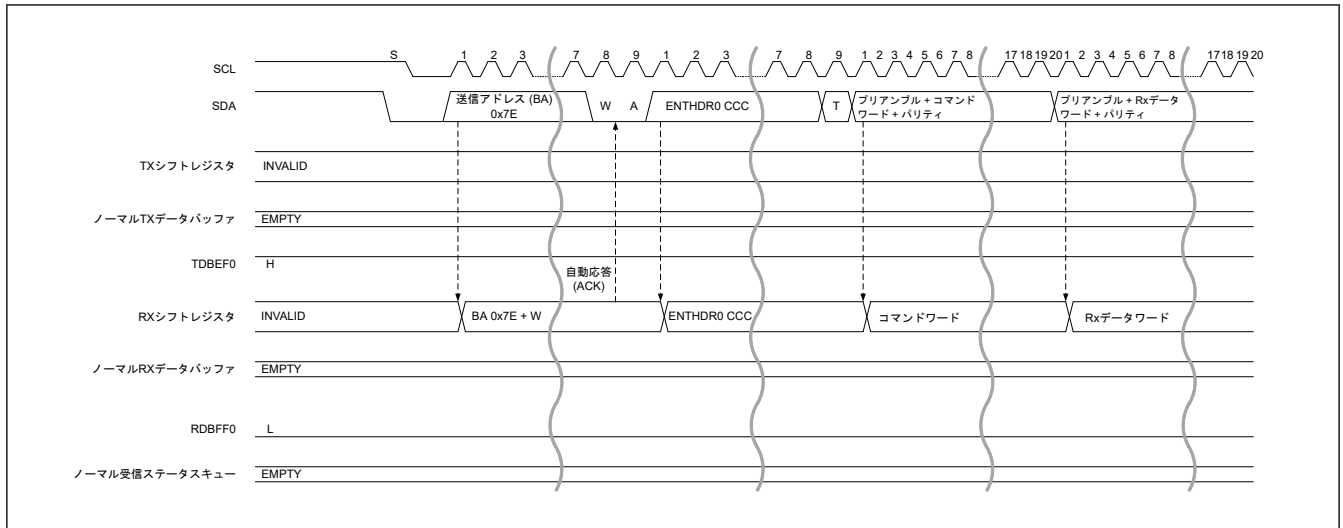 S 1 2 3 7 8 9 1 2 3 7 8 9 1 2 3 4 5 6 7 8 17 18 19 20 1 2 3 4 5 6 7 8 17 18 19 20
SCL
SDA
送信アドレス (BA)
0x7E
W A
ENTHDR0 CCC
T
プリアンブル + コマンド
ワード + パリティ
プリアンブル + Rxデータ
ワード + パリティ
TXシフトレジスタ INVALID
ノーマルTXデータバッファ EMPTY
TDBEF0 H
自動応答
(ACK)
RXシフトレジスタ INVALID BA 0x7E + W ENTHDR0 CCC コマンドワード Rxデータワード
ノーマルRXデータバッファ EMPTY
RDBFF0 L
ノーマル受信ステータスキュー EMPTY